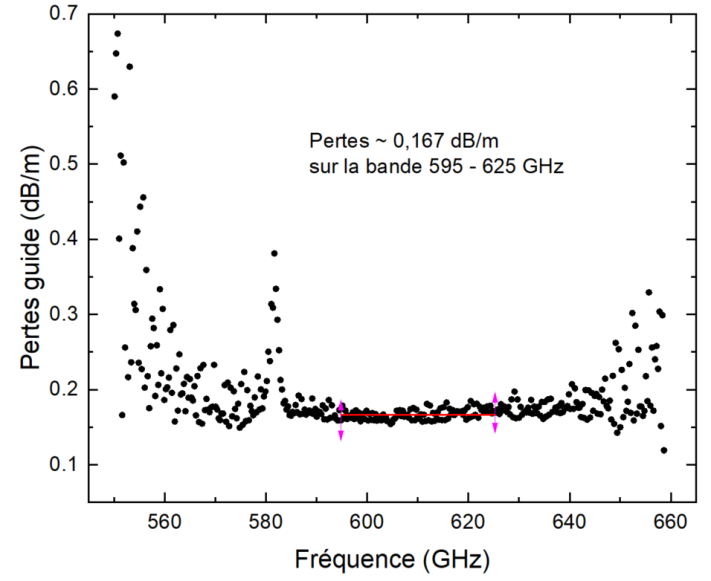 0.7
0.6
0.5
0.4
0.3
0.2
0.1
Pertes guide (dB/m)
Pertes ~ 0,167 dB/m
sur la bande 595 - 625 GHz
560 580 600 620 640 660
Fréquence (GHz)